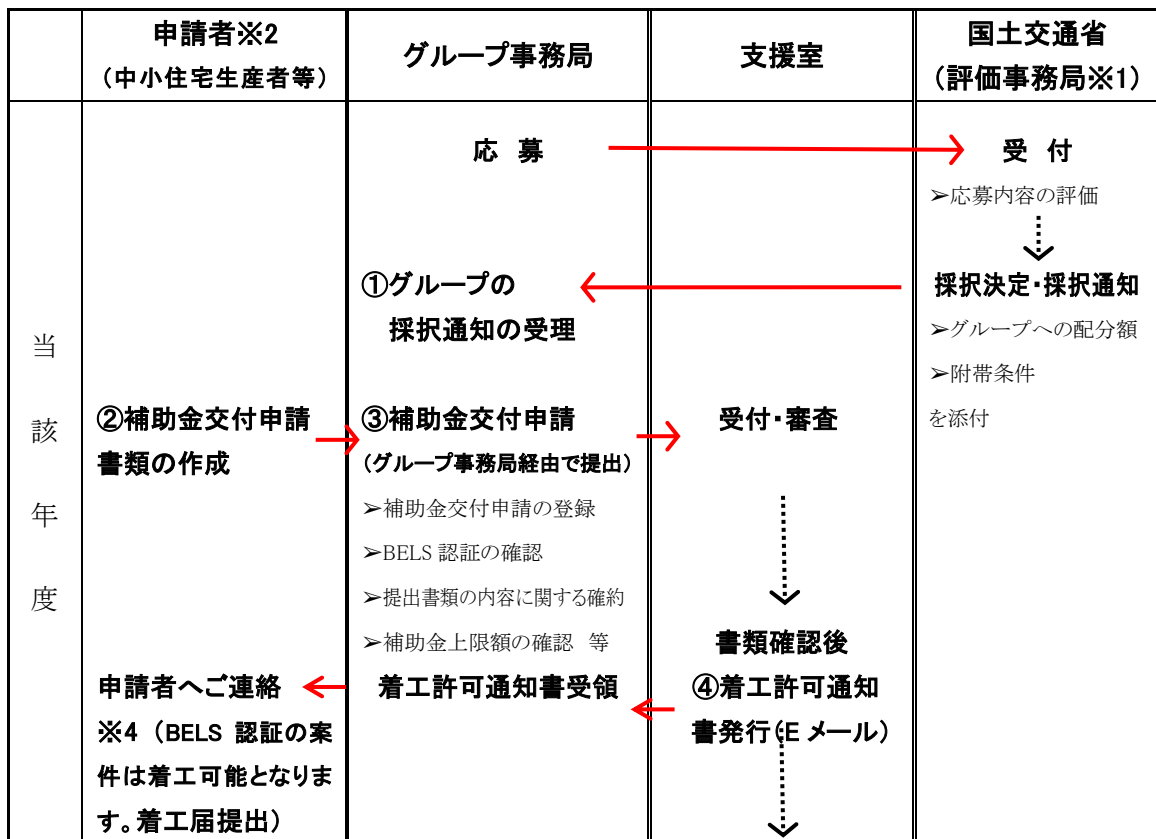 申請者※2
（中小住宅生産者等）
グループ事務局
支援室
国土交通省
（評価事務局※1）
当該年度
応 募
受 付
➢応募内容の評価
①グループの
採択通知の受理
採択決定・採択通知
➢グループへの配分額
➢附帯条件
を添付
②補助金交付申請
書類の作成
③補助金交付申請
（グループ事務局経由で提出）
➢補助金交付申請の登録
➢BELS 認証の確認
➢提出書類の内容に関する確約
➢補助金上限額の確認 等
受付・審査
書類確認後
④着工許可通知
書発行（E メール）
着工許可通知書受領
申請者へご連絡
※4 （BELS 認証の案
件は着工可能となりま
す。着工届提出）